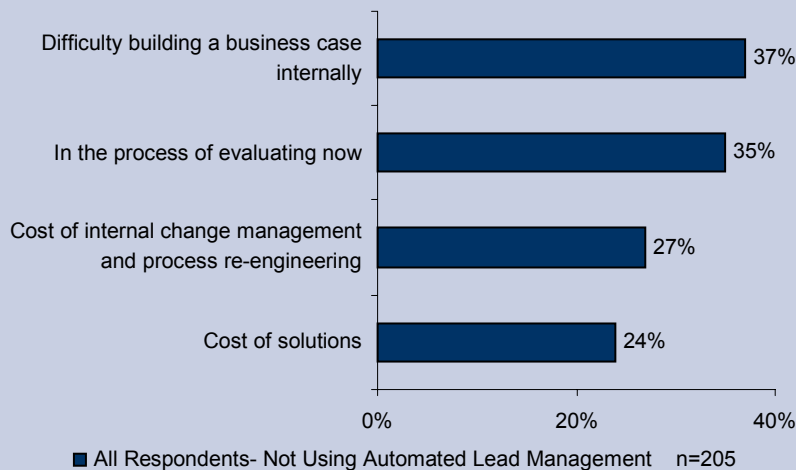 Difficulty building a business case
internally
37%
In the process of evaluating now
35%
Cost of internal change management
and process re-engineering
27%
Cost of solutions
24%
0% 20% 40%
All Respondents- Not Using Automated Lead Management n=205